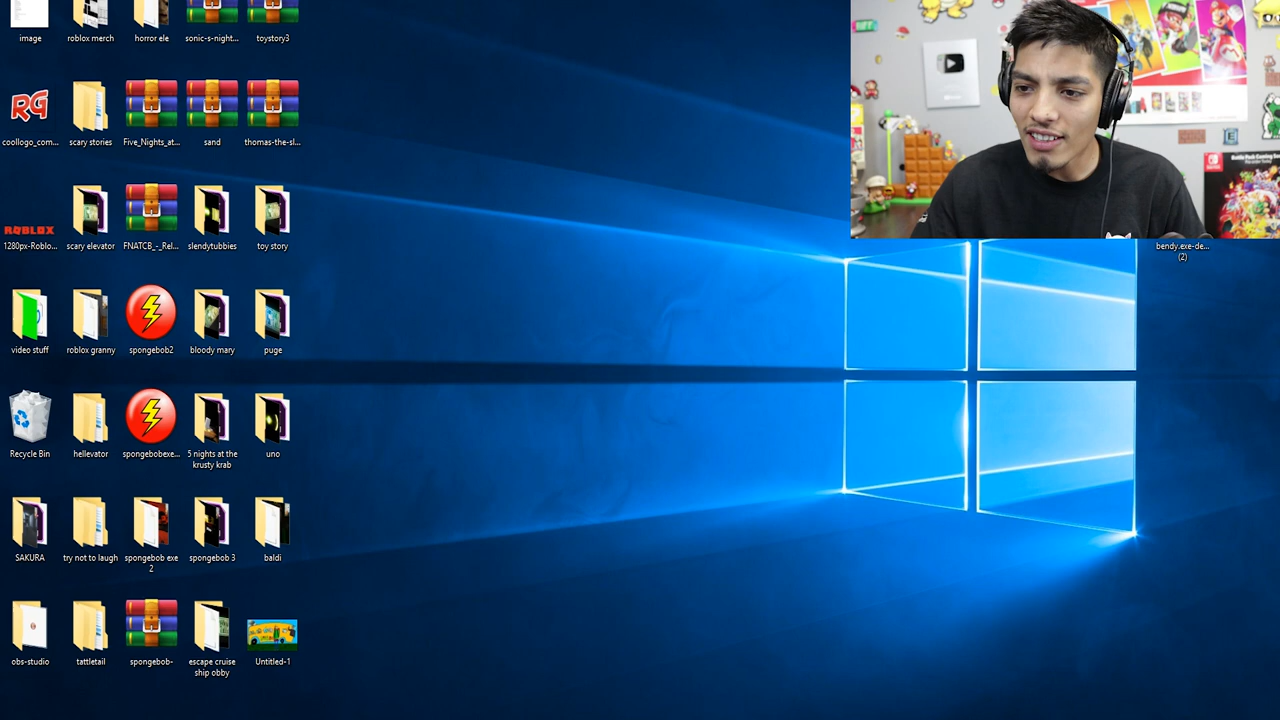 image
roblox merch
horror ele
sonic-s-night...
toystory3
RG
coollogo_com...
scary stories
Five_Nights_at...
sand
thomas-the-sl...
ROBLOX
1280px-Roblo...
scary elevator
FNATCB_-_Rel...
slendytubbies
toy story
bendy.exe-de...
(2)
video stuff
roblox granny
spongebob2
bloody mary
puge
Recycle Bin
hellevator
spongebobexe...
5 nights at the
krusty krab
uno
SAKURA
try not to laugh
spongebob exe
2
spongebob 3
baldi
obs-studio
tattletail
spongebob-
escape cruise
ship obby
Untitled-1